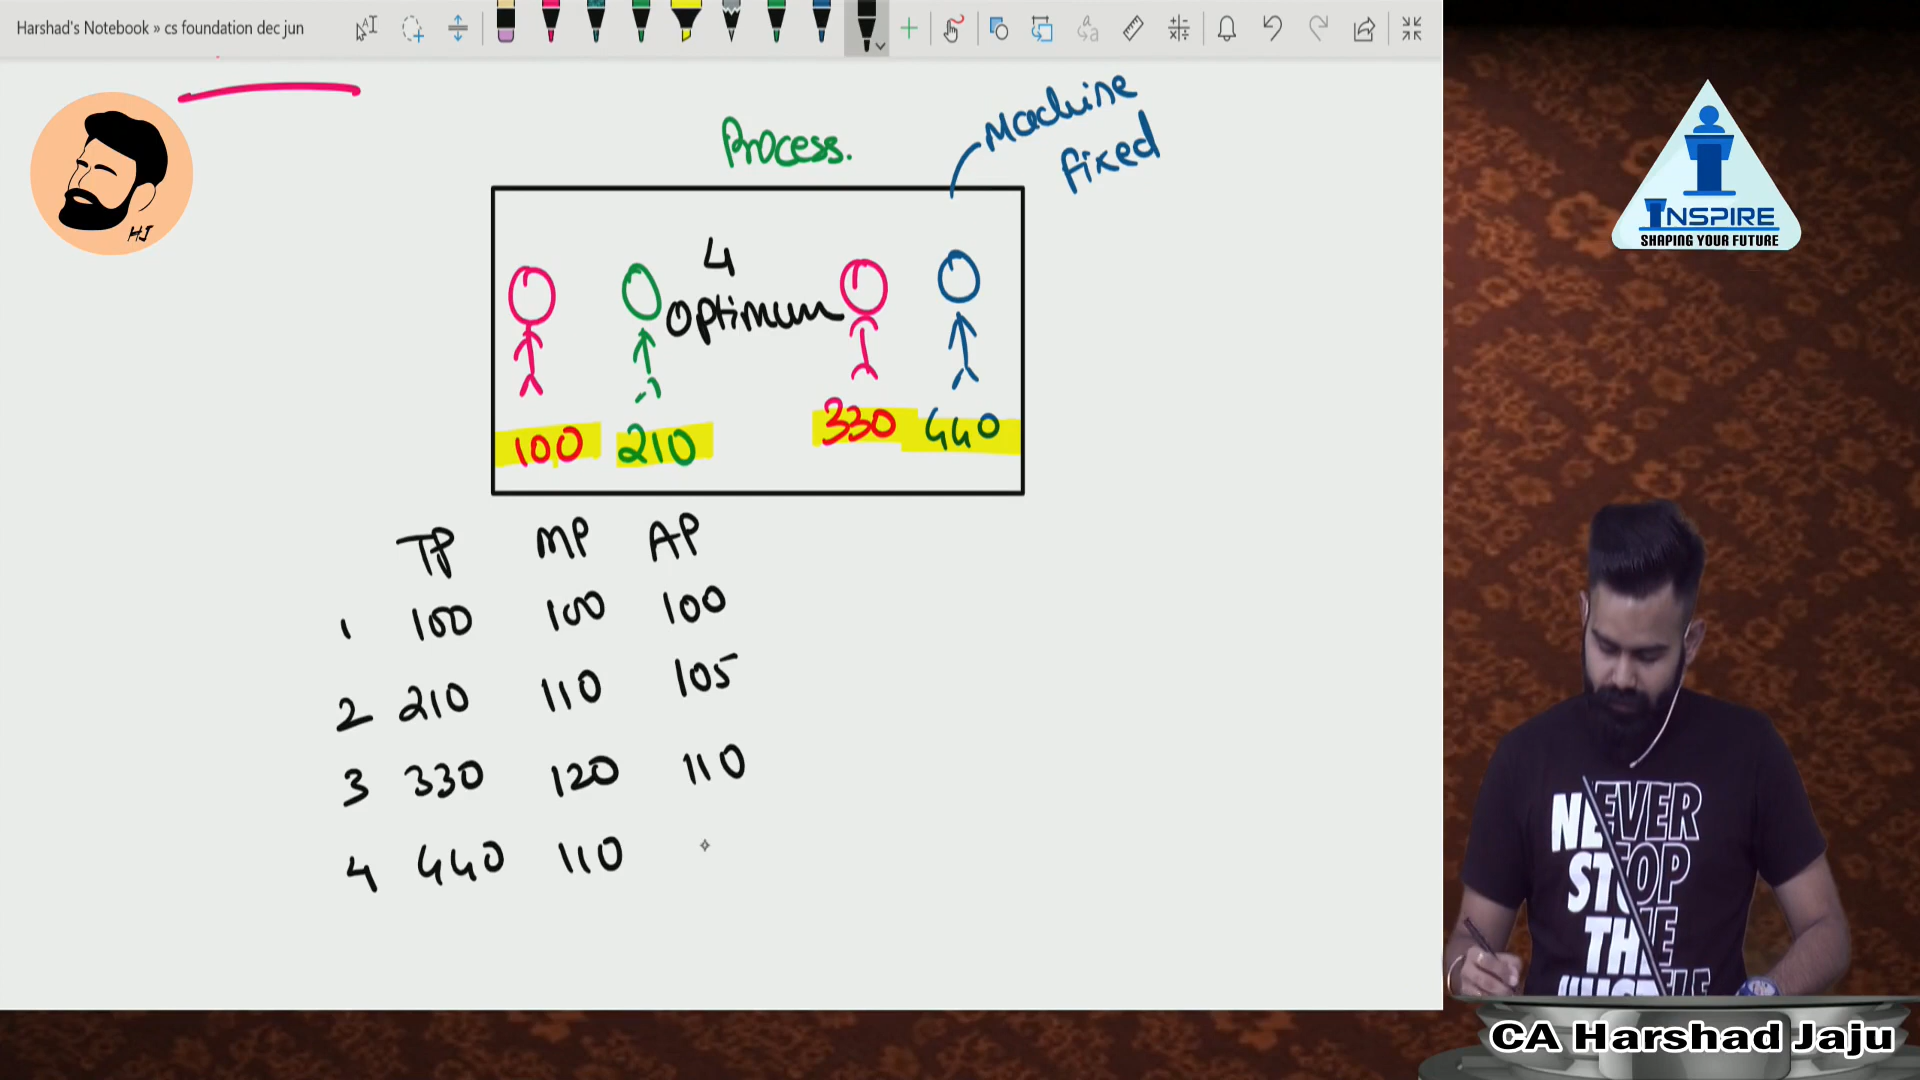 Harshad's Notebook » cs foundation dec jun
Process.
Machine
fixed
HJ
4
optimum
100 210 330 440
TP MP AP
1 100 100 100
2 210 110 105
3 330 120 110
4 440 110
INSPIRE
SHAPING YOUR FUTURE
NEVER
STOP
THE
CA Harshad Jaju